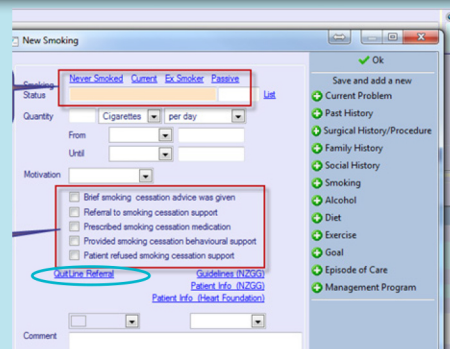 New Smoking
Ok
Never Smoked Current Ex Smoker Passive
Smoking
Status
List
Quantity Cigarettes per day
From
Until
Motivation
Brief smoking cessation advice was given
Referral to smoking cessation support
Prescribed smoking cessation medication
Provided smoking cessation behavioural support
Patient refused smoking cessation support
QuitLine Referral
Guidelines (NZGG)
Patient Info (NZGG)
Patient Info (Heart Foundation)
Comment
Save and add a new
Current Problem
Past History
Surgical History/Procedure
Family History
Social History
Smoking
Alcohol
Diet
Exercise
Goal
Episode of Care
Management Program